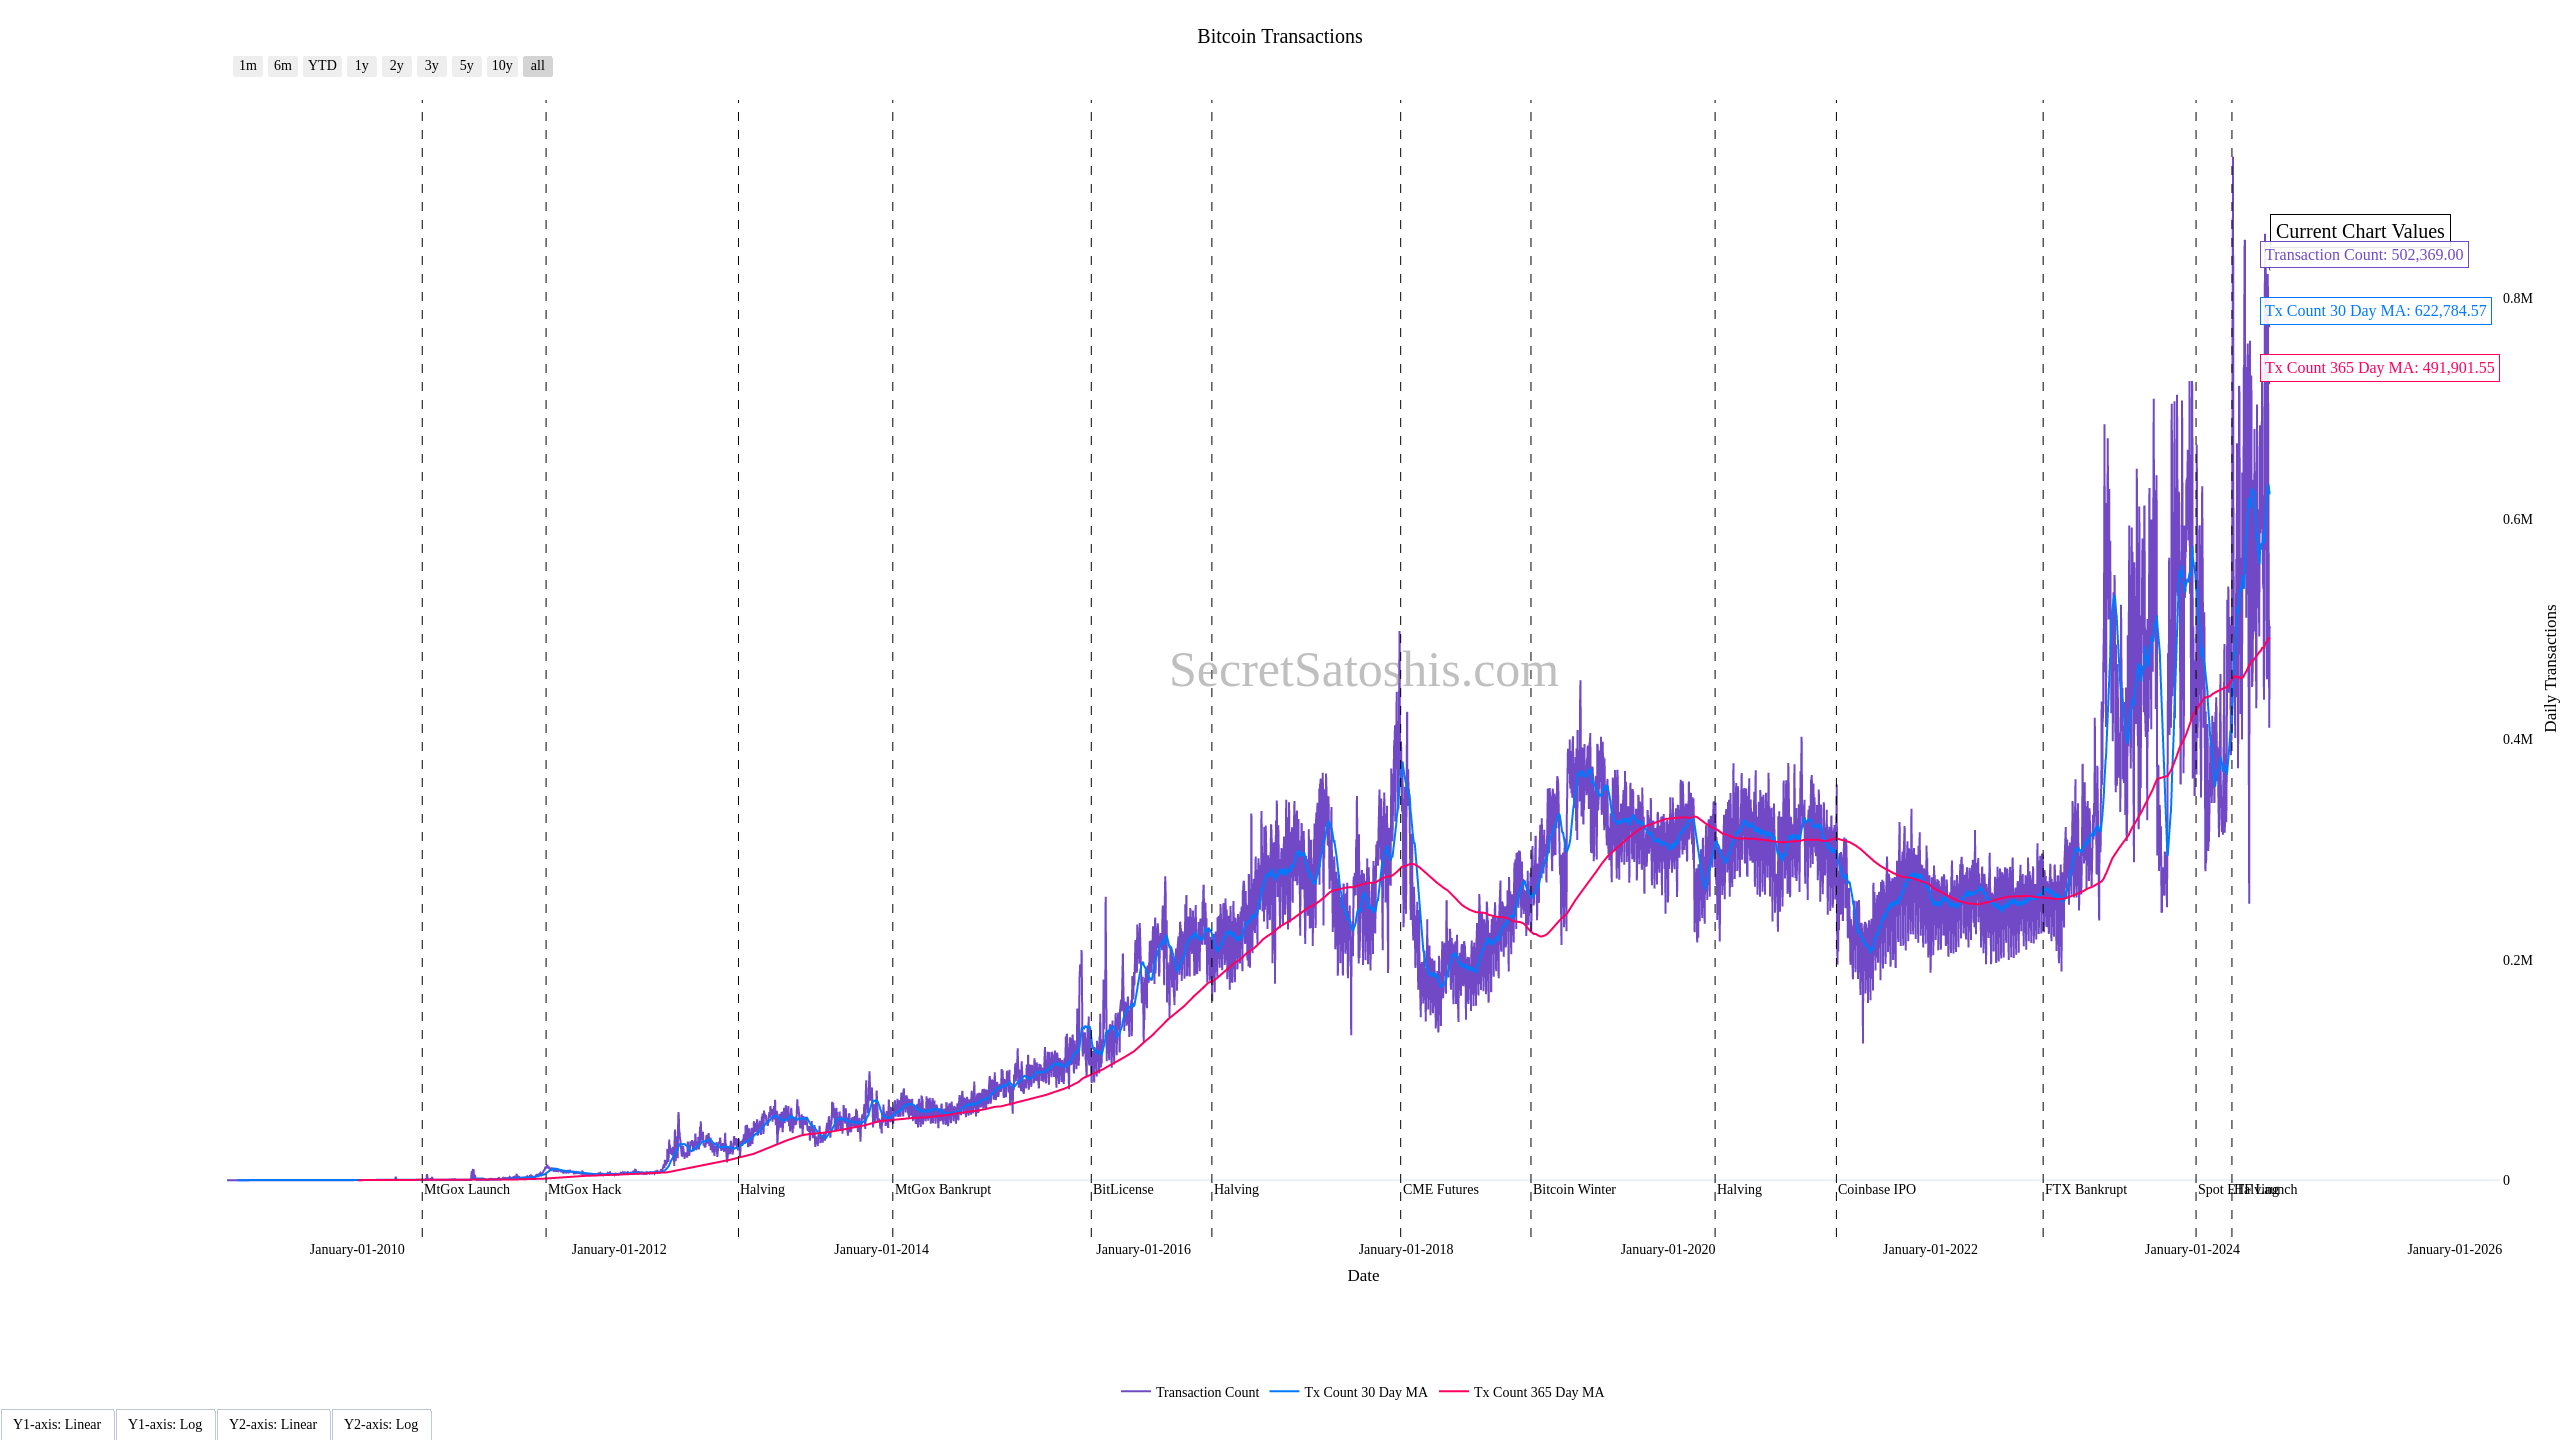 Bitcoin Transactions
1m 6m YTD 1y 2y 3y 5y 10y all
Current Chart Values
Transaction Count: 502,369.00
Tx Count 30 Day MA: 622,784.57
Tx Count 365 Day MA: 491,901.55
0.8M
0.6M
0.4M
0.2M
0
Daily Transactions
SecretSatoshis.com
MtGox Launch MtGox Hack Halving MtGox Bankrupt BitLicense Halving CME Futures Bitcoin Winter Halving Coinbase IPO FTX Bankrupt Spot ETF Launch Halving
January-01-2010 January-01-2012 January-01-2014 January-01-2016 January-01-2018 January-01-2020 January-01-2022 January-01-2024 January-01-2026
Date
Transaction Count Tx Count 30 Day MA Tx Count 365 Day MA
Y1-axis: Linear Y1-axis: Log Y2-axis: Linear Y2-axis: Log